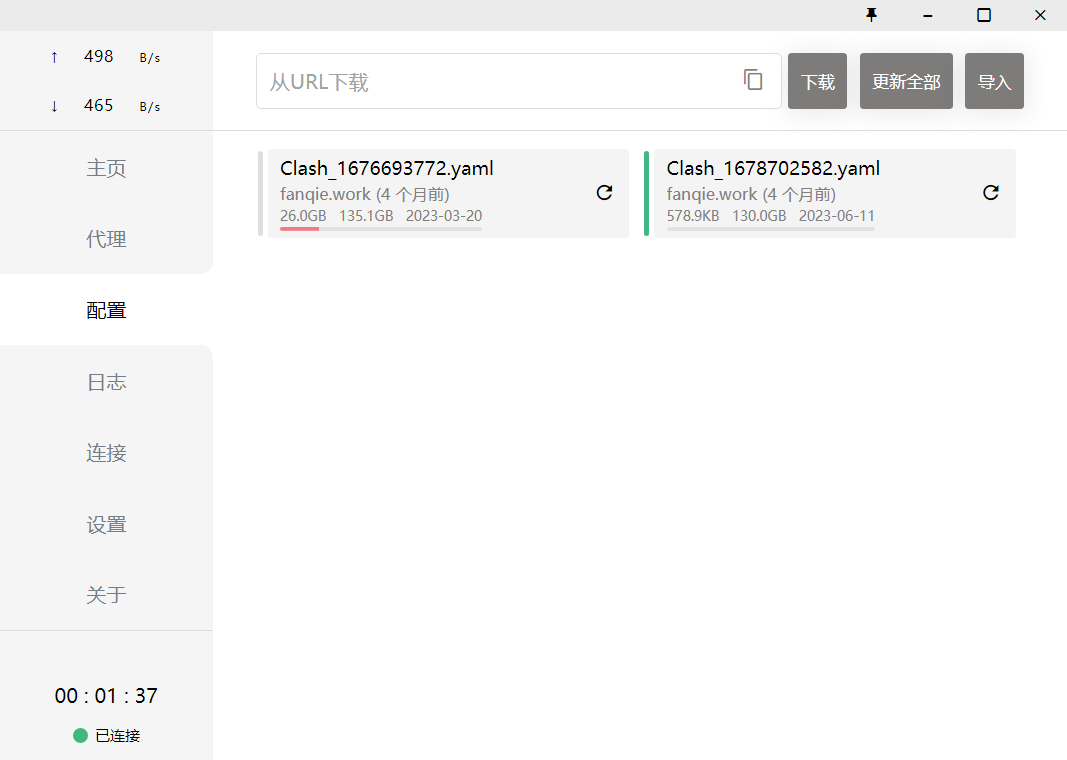 ↑ 498 B/s
↓ 465 B/s
主页
代理
配置
日志
连接
设置
关于
00 : 01 : 37
已连接
从URL下载
下载
更新全部
导入
Clash_1676693772.yaml
fanqie.work (4 个月前)
26.0GB 135.1GB 2023-03-20
Clash_1678702582.yaml
fanqie.work (4 个月前)
578.9KB 130.0GB 2023-06-11